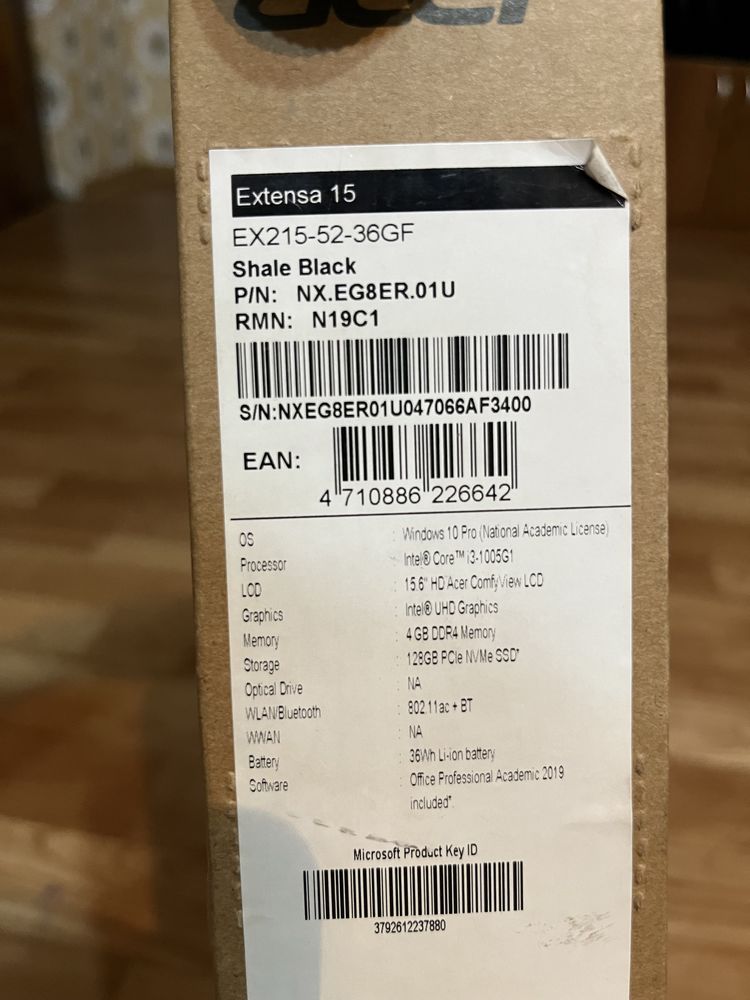 acer
Extensa 15
EX215-52-36GF
Shale Black
P/N: NX.EG8ER.01U
RMN: N19C1
S/N:NXEG8ER01U047066AF3400
EAN:
4 710886 226642
OS : Windows 10 Pro (National Academic License)
Processor : Intel® Core™ i3-1005G1
LCD : 15.6" HD Acer ComfyView LCD
Graphics : Intel® UHD Graphics
Memory : 4 GB DDR4 Memory
Storage : 128GB PCIe NVMe SSD*
Optical Drive : NA
WLAN/Bluetooth : 802.11ac + BT
WWAN : NA
Battery : 36Wh Li-ion battery
Software : Office Professional Academic 2019
included*.
Microsoft Product Key ID
3792612237880